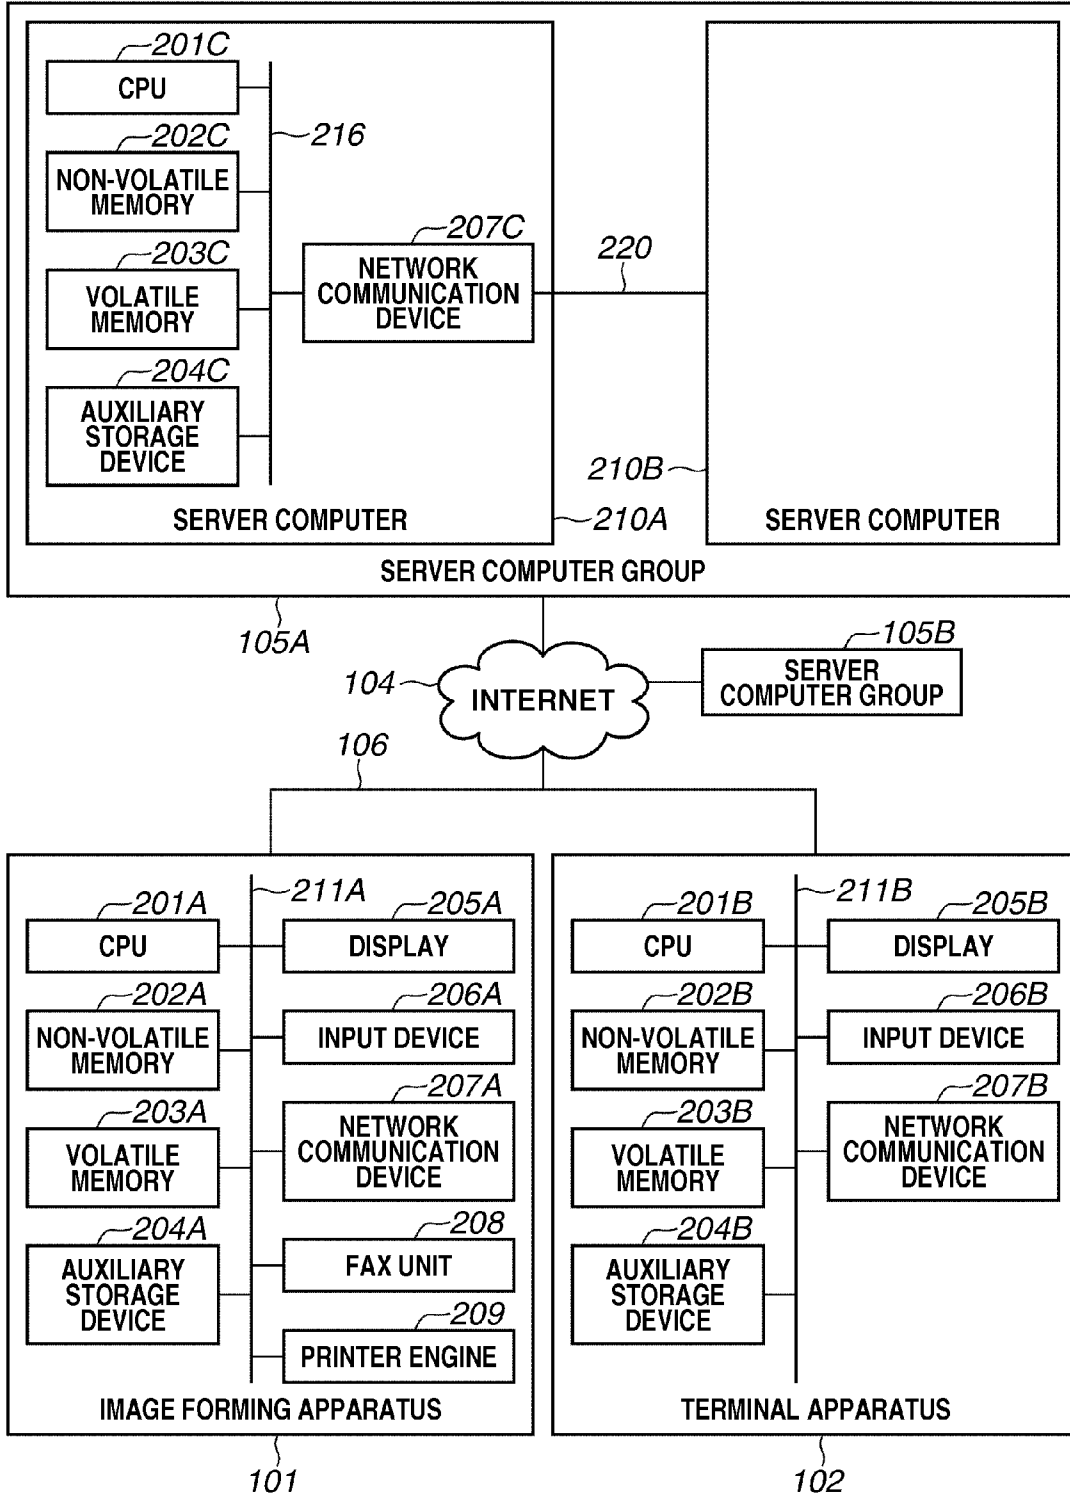 201C
CPU
216
202C
NON-VOLATILE
MEMORY
207C
NETWORK
COMMUNICATION
DEVICE
220
203C
VOLATILE
MEMORY
204C
AUXILIARY
STORAGE
DEVICE
210B
SERVER COMPUTER
210A
SERVER COMPUTER
SERVER COMPUTER GROUP
105A
105B
SERVER
COMPUTER GROUP
104
INTERNET
106
211A
201A
CPU
205A
DISPLAY
202A
NON-VOLATILE
MEMORY
206A
INPUT DEVICE
203A
VOLATILE
MEMORY
207A
NETWORK
COMMUNICATION
DEVICE
204A
AUXILIARY
STORAGE
DEVICE
208
FAX UNIT
209
PRINTER ENGINE
IMAGE FORMING APPARATUS
101
211B
201B
CPU
205B
DISPLAY
202B
NON-VOLATILE
MEMORY
206B
INPUT DEVICE
203B
VOLATILE
MEMORY
207B
NETWORK
COMMUNICATION
DEVICE
204B
AUXILIARY
STORAGE
DEVICE
TERMINAL APPARATUS
102